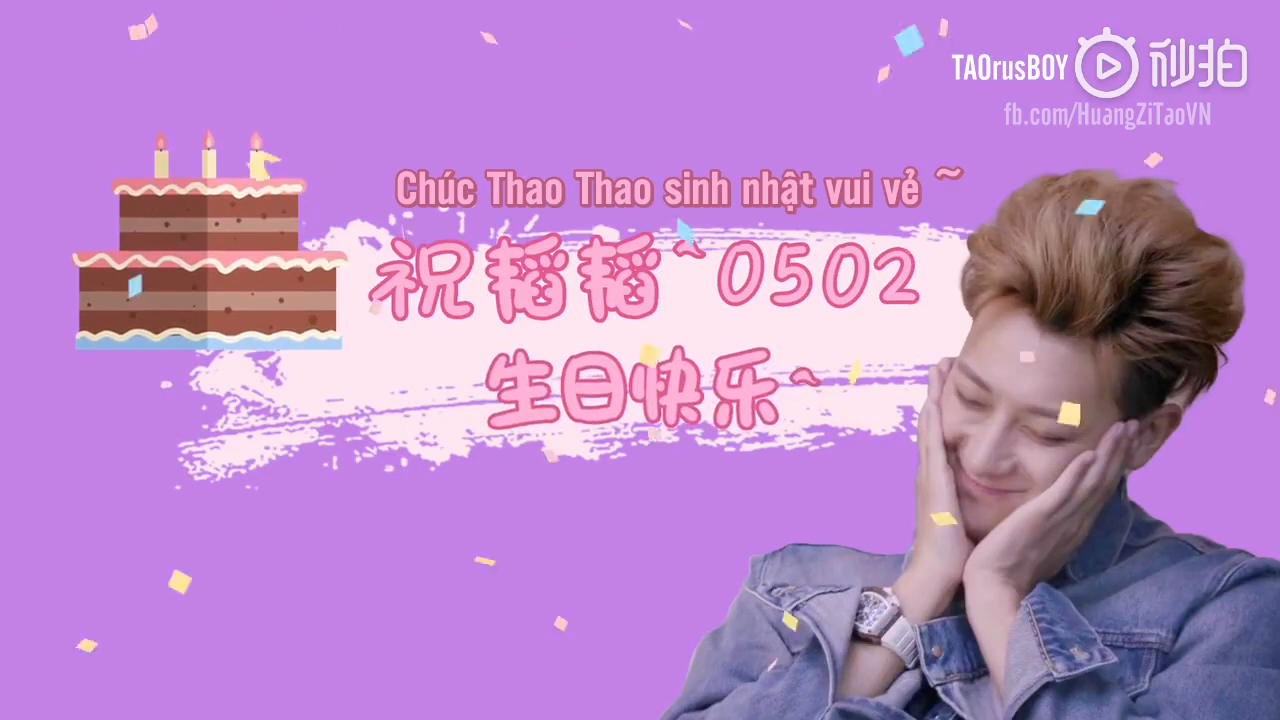 TAOrusBOY 秒拍
fb.com/HuangZiTaoVN
Chúc Thao Thao sinh nhật vui vẻ ~
祝韬韬~0502
生日快乐~